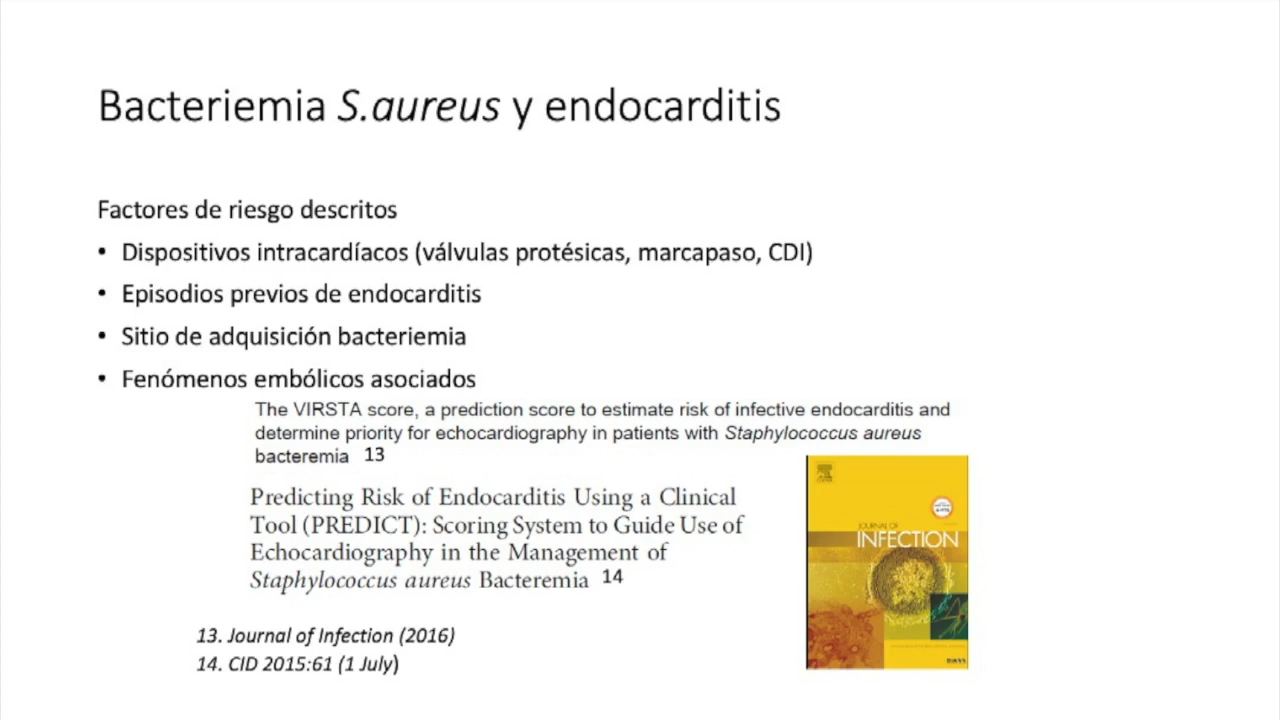 Bacteriemia S.aureus y endocarditis
Factores de riesgo descritos
• Dispositivos intracardíacos (válvulas protésicas, marcapaso, CDI)
• Episodios previos de endocarditis
• Sitio de adquisición bacteriemia
• Fenómenos embólicos asociados
The VIRSTA score, a prediction score to estimate risk of infective endocarditis and
determine priority for echocardiography in patients with Staphylococcus aureus
bacteremia 13
Predicting Risk of Endocarditis Using a Clinical
Tool (PREDICT): Scoring System to Guide Use of
Echocardiography in the Management of
Staphylococcus aureus Bacteremia 14
JOURNAL OF
INFECTION
13. Journal of Infection (2016)
14. CID 2015:61 (1 July)